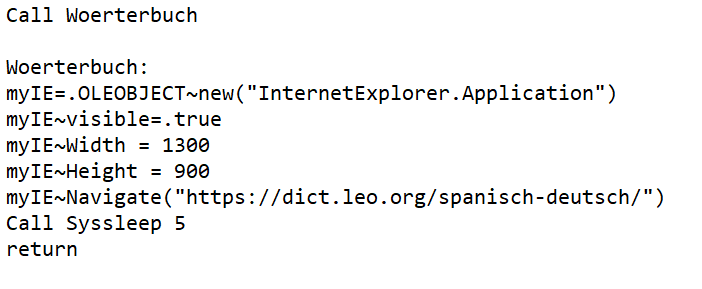 Call Woerterbuch
Woerterbuch:
myIE=.OLEOBJECT~new("InternetExplorer.Application")
myIE~visible=.true
myIE~Width = 1300
myIE~Height = 900
myIE~Navigate("https://dict.leo.org/spanisch-deutsch/")
Call Syssleep 5
return